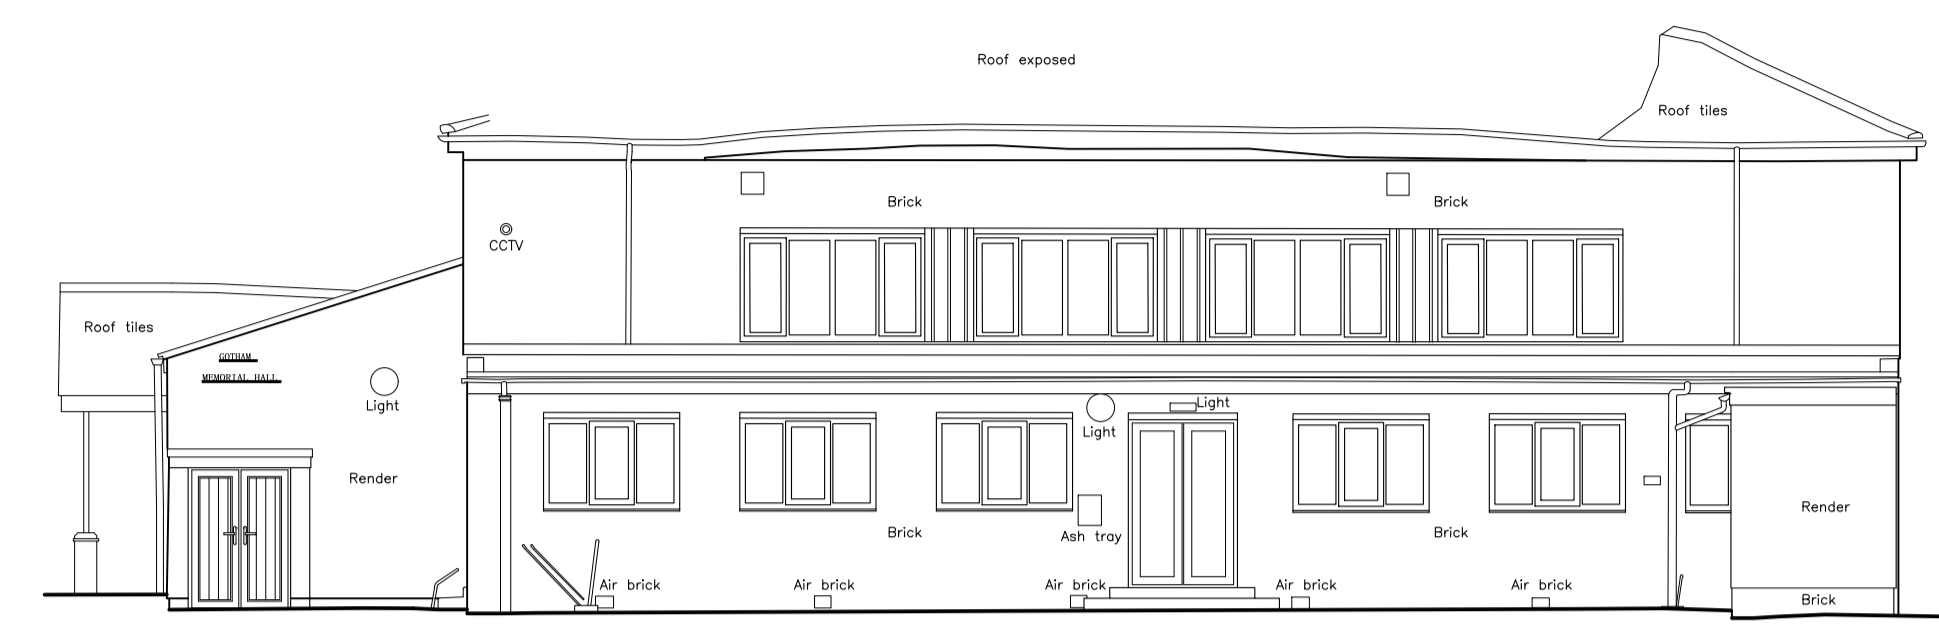 Roof exposed
Roof tiles
Brick
Brick
CCTV
Roof tiles
GOTHAM
MEMORIAL HALL
Light
Light
Light
Render
Render
Brick
Ash tray
Brick
Air brick
Air brick
Air brick
Air brick
Air brick
Brick